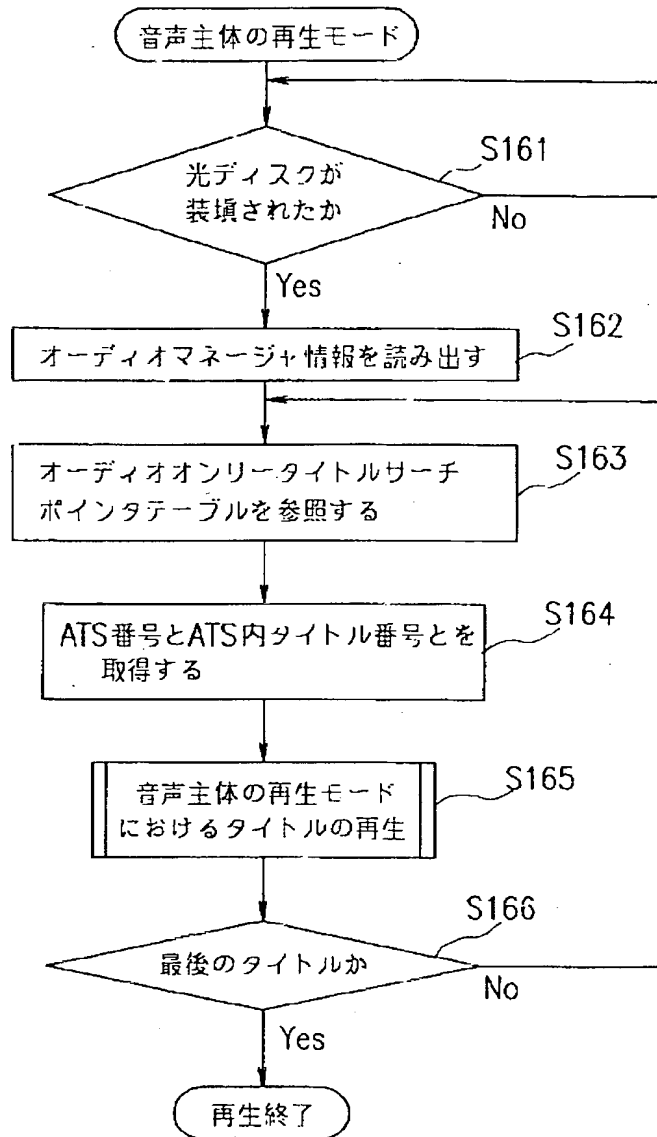 音声主体の再生モード
S161
光ディスクが
装填されたか
No
Yes
S162
オーディオマネージャ情報を読み出す
S163
オーディオオンリータイトルサーチ
ポインタテーブルを参照する
S164
ATS番号とATS内タイトル番号とを
取得する
S165
音声主体の再生モード
におけるタイトルの再生
S166
最後のタイトルか
No
Yes
再生終了